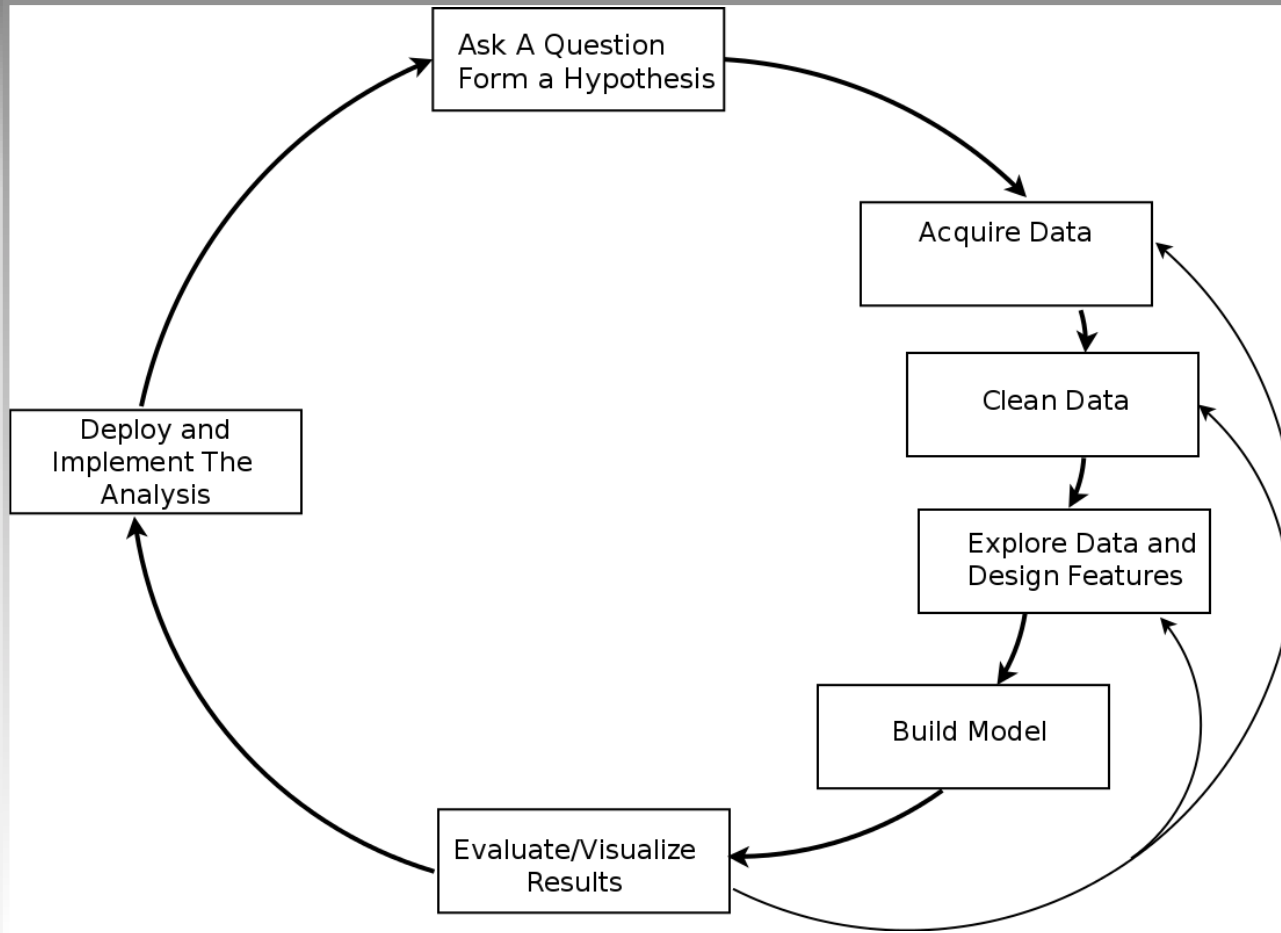 Ask A Question
Form a Hypothesis
Acquire Data
Clean Data
Explore Data and
Design Features
Build Model
Evaluate/Visualize
Results
Deploy and
Implement The
Analysis